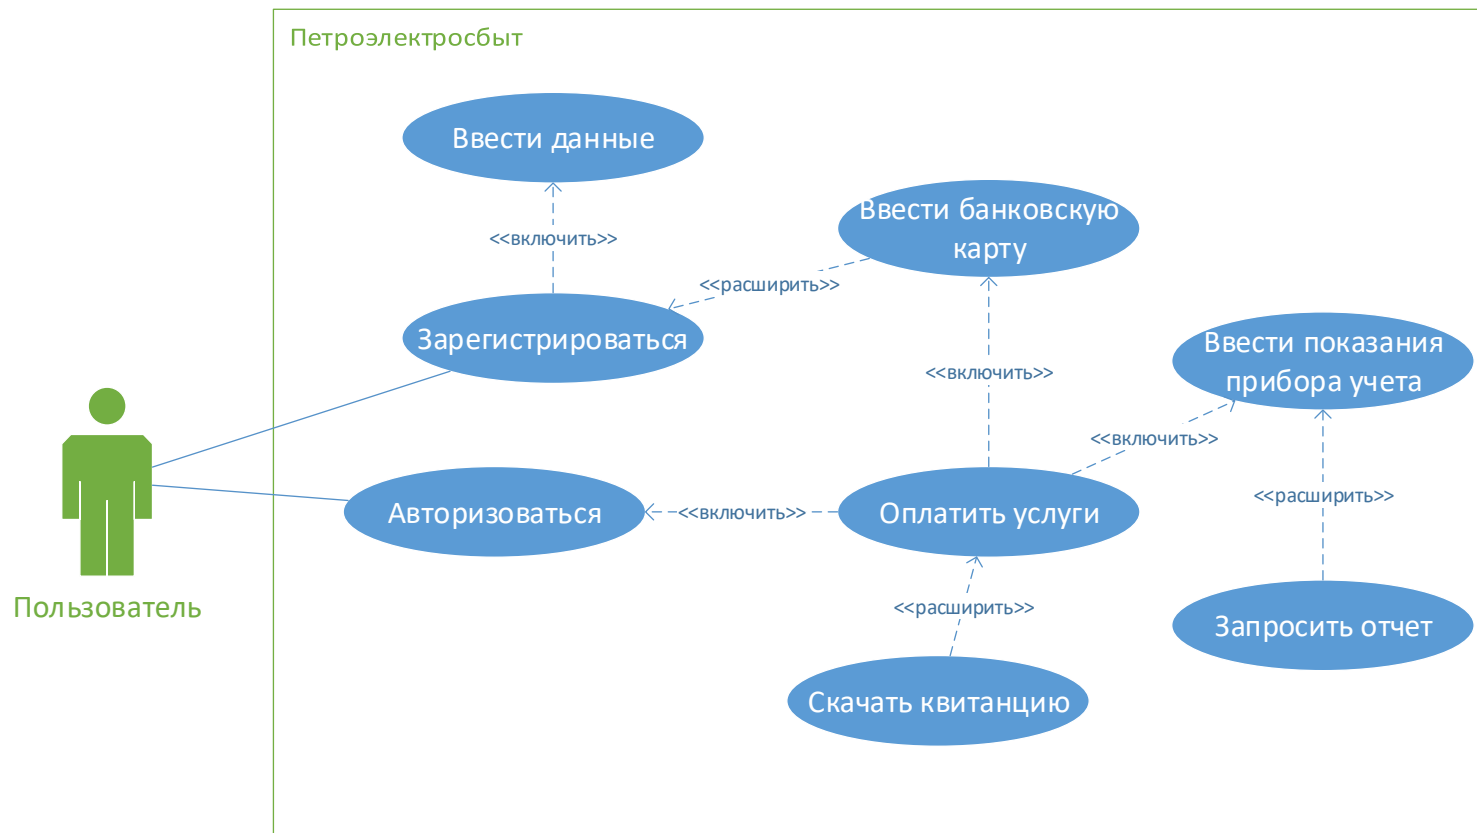 Петроэлектросбыт
Ввести данные
<<включить>>
Ввести банковскую
карту
<<расширить>>
Зарегистрироваться
<<включить>>
Ввести показания
прибора учета
<<включить>>
<<расширить>>
Авторизоваться
<<включить>>
Оплатить услуги
Пользователь
<<расширить>>
Запросить отчет
Скачать квитанцию